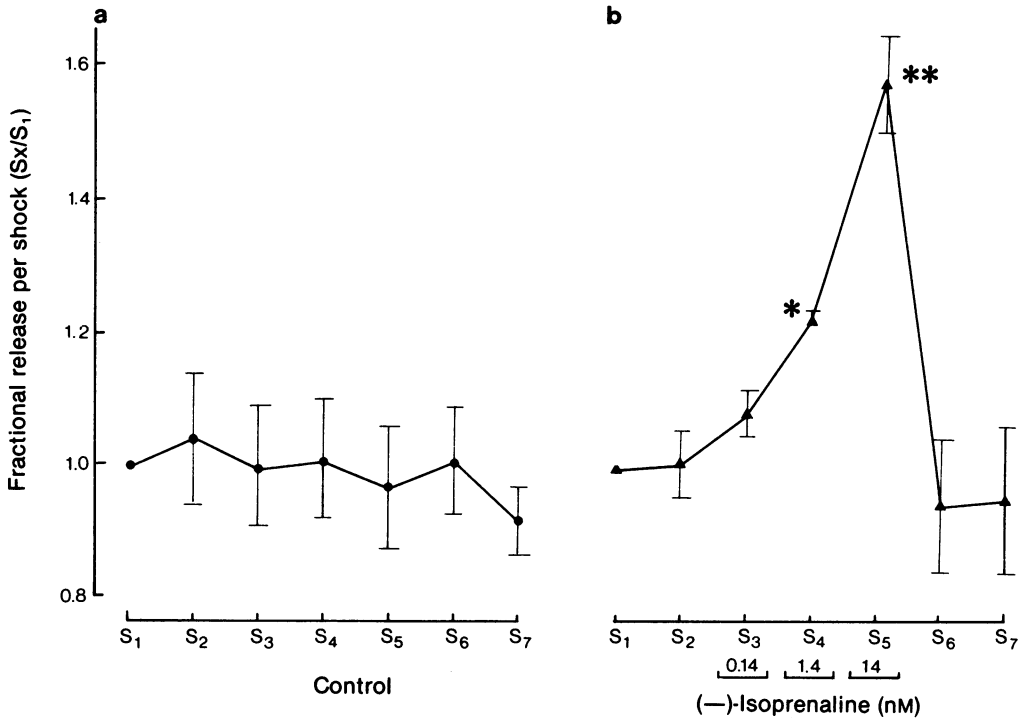 a
b
Fractional release per shock (Sx/S₁)
1.6
1.4
1.2
1.0
0.8
*
**
S₁ S₂ S₃ S₄ S₅ S₆ S₇
Control
S₁ S₂ S₃ S₄ S₅ S₆ S₇
0.14 1.4 14
(—)-Isoprenaline (nM)